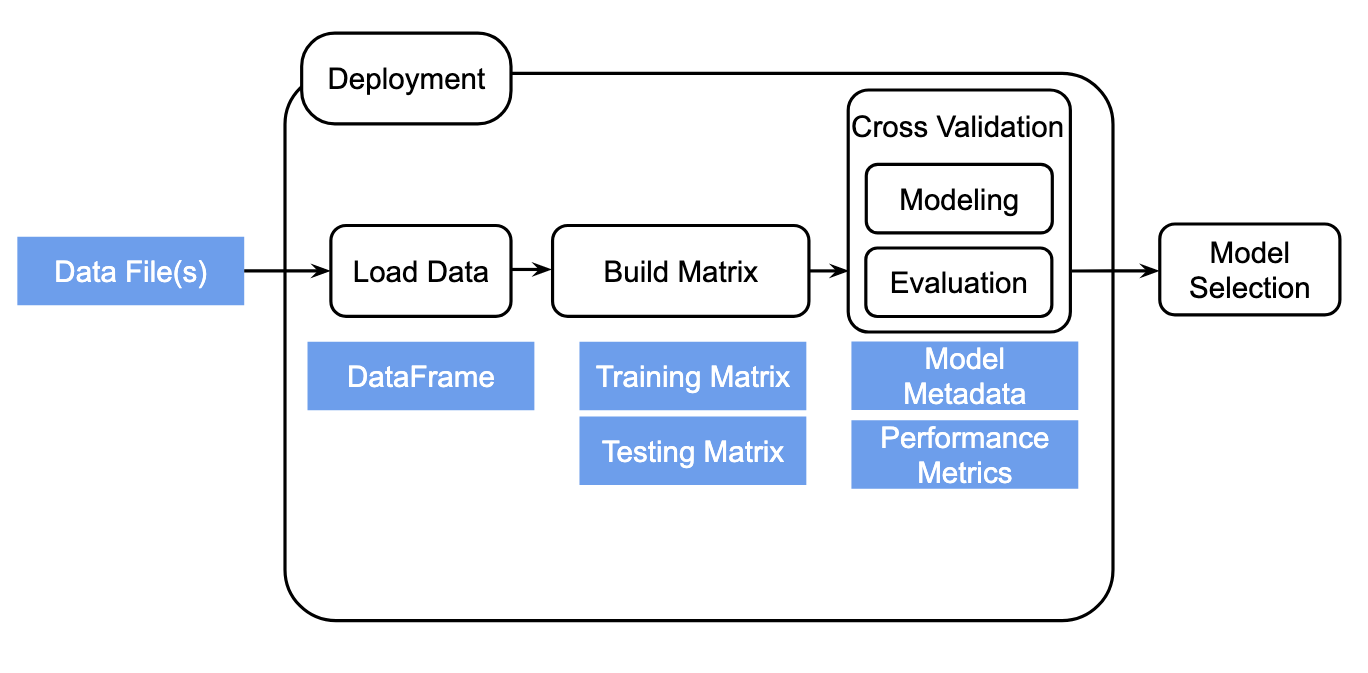 Deployment
Cross Validation
Modeling
Data File(s)
Load Data
Build Matrix
Evaluation
Model
Selection
DataFrame
Training Matrix
Testing Matrix
Model
Metadata
Performance
Metrics